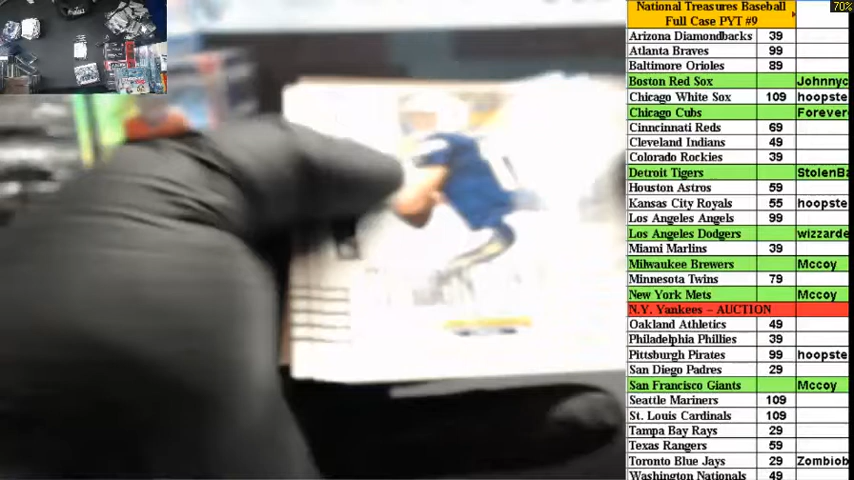 National Treasures Baseball
Full Case PYT #9
70%
Arizona Diamondbacks 39
Atlanta Braves 99
Baltimore Orioles 89
Boston Red Sox Johnnyc
Chicago White Sox 109 hoopste
Chicago Cubs Forever
Cinncinnati Reds 69
Cleveland Indians 49
Colorado Rockies 39
Detroit Tigers StolenBa
Houston Astros 59
Kansas City Royals 55 hoopste
Los Angeles Angels 99
Los Angeles Dodgers wizzarde
Miami Marlins 39
Milwaukee Brewers Mccoy
Minnesota Twins 79
New York Mets Mccoy
N.Y. Yankees – AUCTION
Oakland Athletics 49
Philadelphia Phillies 39
Pittsburgh Pirates 99 hoopste
San Diego Padres 29
San Francisco Giants Mccoy
Seattle Mariners 109
St. Louis Cardinals 109
Tampa Bay Rays 29
Texas Rangers 59
Toronto Blue Jays 29 Zombiob
Washington Nationals 49